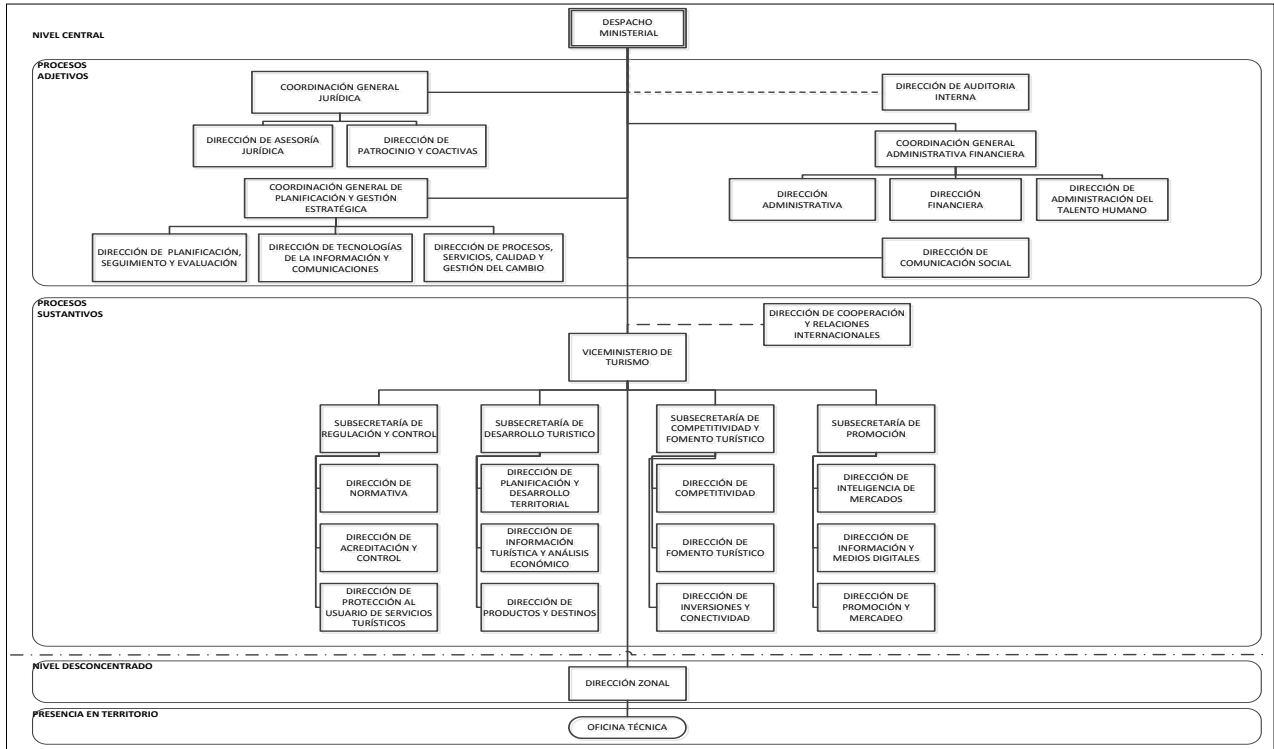 DESPACHO
MINISTERIAL
NIVEL CENTRAL
PROCESOS
ADJETIVOS
COORDINACIÓN GENERAL
JURÍDICA
DIRECCIÓN DE AUDITORIA
INTERNA
DIRECCIÓN DE ASESORÍA
JURÍDICA
DIRECCIÓN DE
PATROCINIO Y COACTIVAS
COORDINACIÓN GENERAL
ADMINISTRATIVA FINANCIERA
COORDINACIÓN GENERAL DE
PLANIFICACIÓN Y GESTIÓN
ESTRATÉGICA
DIRECCIÓN
ADMINISTRATIVA
DIRECCIÓN
FINANCIERA
DIRECCIÓN DE
ADMINISTRACIÓN DEL
TALENTO HUMANO
DIRECCIÓN DE PLANIFICACIÓN,
SEGUIMIENTO Y EVALUACIÓN
DIRECCIÓN DE TECNOLOGÍAS
DE LA INFORMACIÓN Y
COMUNICACIONES
DIRECCIÓN DE PROCESOS,
SERVICIOS, CALIDAD Y
GESTIÓN DEL CAMBIO
DIRECCIÓN DE
COMUNICACIÓN SOCIAL
PROCESOS
SUSTANTIVOS
DIRECCIÓN DE COOPERACIÓN
Y RELACIONES
INTERNACIONALES
VICEMINISTERIO DE
TURISMO
SUBSECRETARÍA DE
REGULACIÓN Y CONTROL
SUBSECRETARÍA DE
DESARROLLO TURISTICO
SUBSECRETARÍA DE
COMPETITIVIDAD Y
FOMENTO TURÍSTICO
SUBSECRETARÍA DE
PROMOCIÓN
DIRECCIÓN DE
NORMATIVA
DIRECCIÓN DE
PLANIFICACIÓN Y
DESARROLLO
TERRITORIAL
DIRECCIÓN DE
COMPETITIVIDAD
DIRECCIÓN DE
INTELIGENCIA DE
MERCADOS
DIRECCIÓN DE
ACREDITACIÓN Y
CONTROL
DIRECCIÓN DE
INFORMACIÓN
TURÍSTICA Y ANÁLISIS
ECONÓMICO
DIRECCIÓN DE
FOMENTO TURÍSTICO
DIRECCIÓN DE
INFORMACIÓN Y
MEDIOS DIGITALES
DIRECCIÓN DE
PROTECCIÓN AL
USUARIO DE SERVICIOS
TURÍSTICOS
DIRECCIÓN DE
PRODUCTOS Y DESTINOS
DIRECCIÓN DE
INVERSIONES Y
CONECTIVIDAD
DIRECCIÓN DE
PROMOCIÓN Y
MERCADEO
NIVEL DESCONCENTRADO
DIRECCIÓN ZONAL
PRESENCIA EN TERRITORIO
OFICINA TÉCNICA